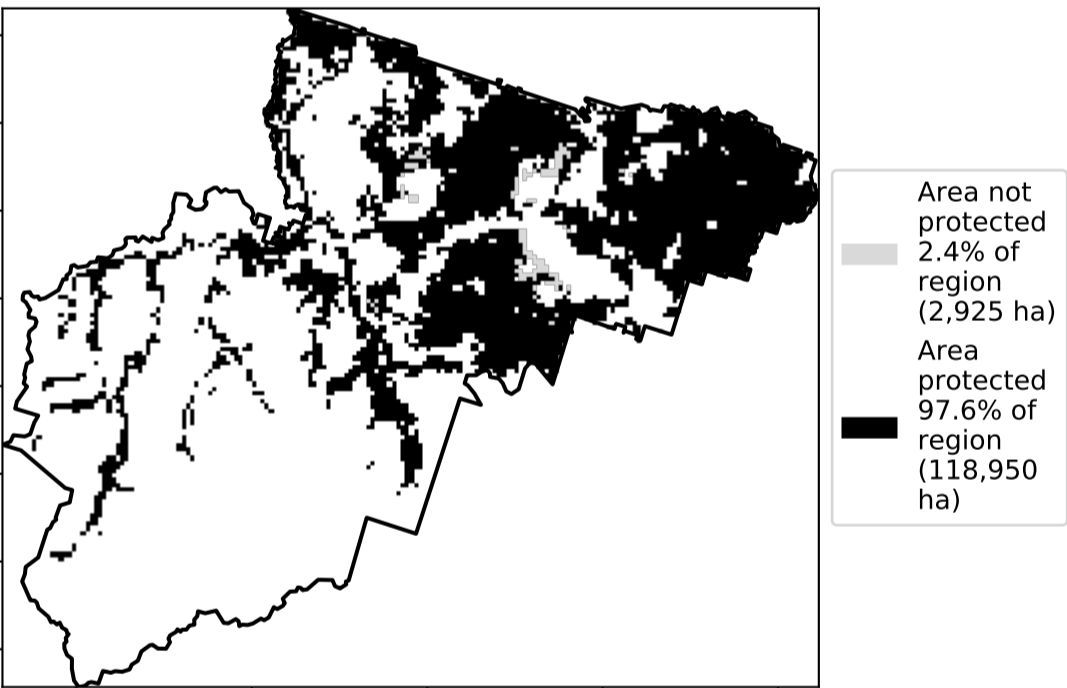 Area not
protected
2.4% of
region
(2,925 ha)
Area
protected
97.6% of
region
(118,950
ha)